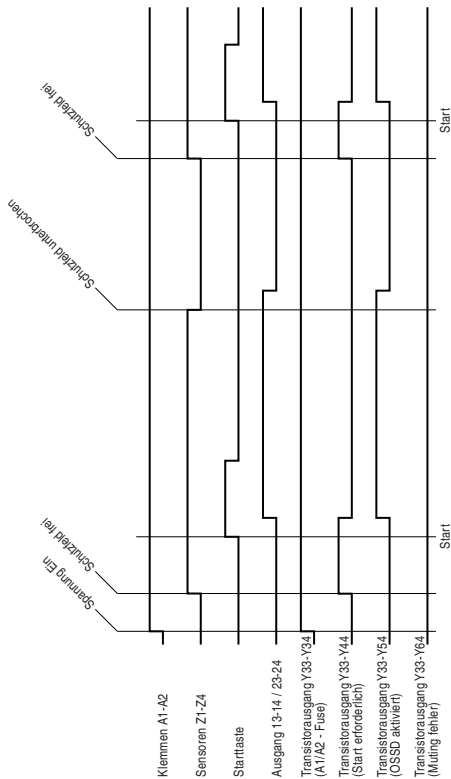 Spannung Ein
Schutzfeld frei
Schutzfeld unterbrochen
Schutzfeld frei
Klemmen A1-A2
Sensoren Z1-Z4
Starttaste
Ausgang 13-14 / 23-24
Transistorausgang Y33-Y34
(A1/A2 - Fuse)
Transistorausgang Y33-Y44
(Start erforderlich)
Transistorausgang Y33-Y54
(OSSD aktiviert)
Transistorausgang Y33-Y64
(Muting fehler)
Start
Start